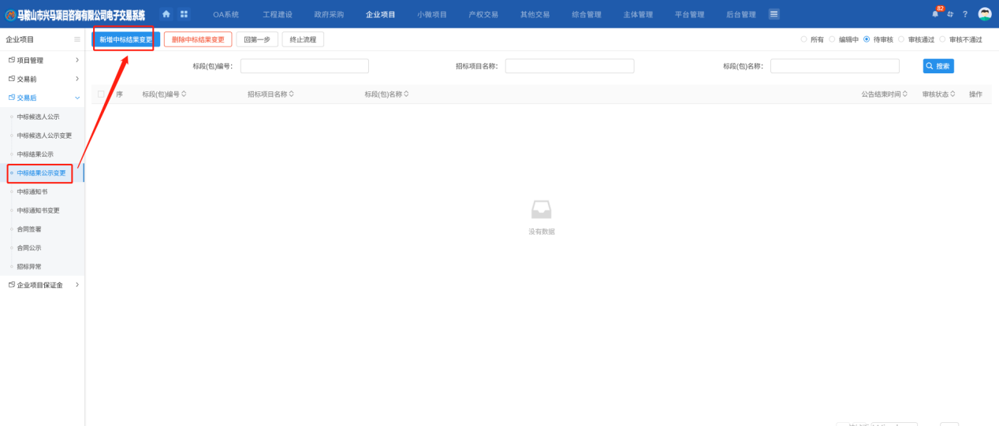 马鞍山市兴马项目咨询有限公司电子交易系统 OA系统 工程建设 政府采购 企业项目 小微项目 产权交易 其他交易 综合管理 主体管理 平台管理 后台管理 82 ?
企业项目 新增中标结果变更 删除中标结果变更 回第一步 终止流程 所有 编辑中 待审核 审核通过 审核不通过
项目管理
标段(包)编号： 招标项目名称： 标段(包)名称： 搜索
交易前
序 标段(包)编号 招标项目名称 标段(包)名称 公告结束时间 审核状态 操作
交易后
中标候选人公示
中标候选人公示变更
中标结果公示
中标结果公示变更
中标通知书
中标通知书变更
合同签署
没有数据
合同公示
招标异常
企业项目保证金